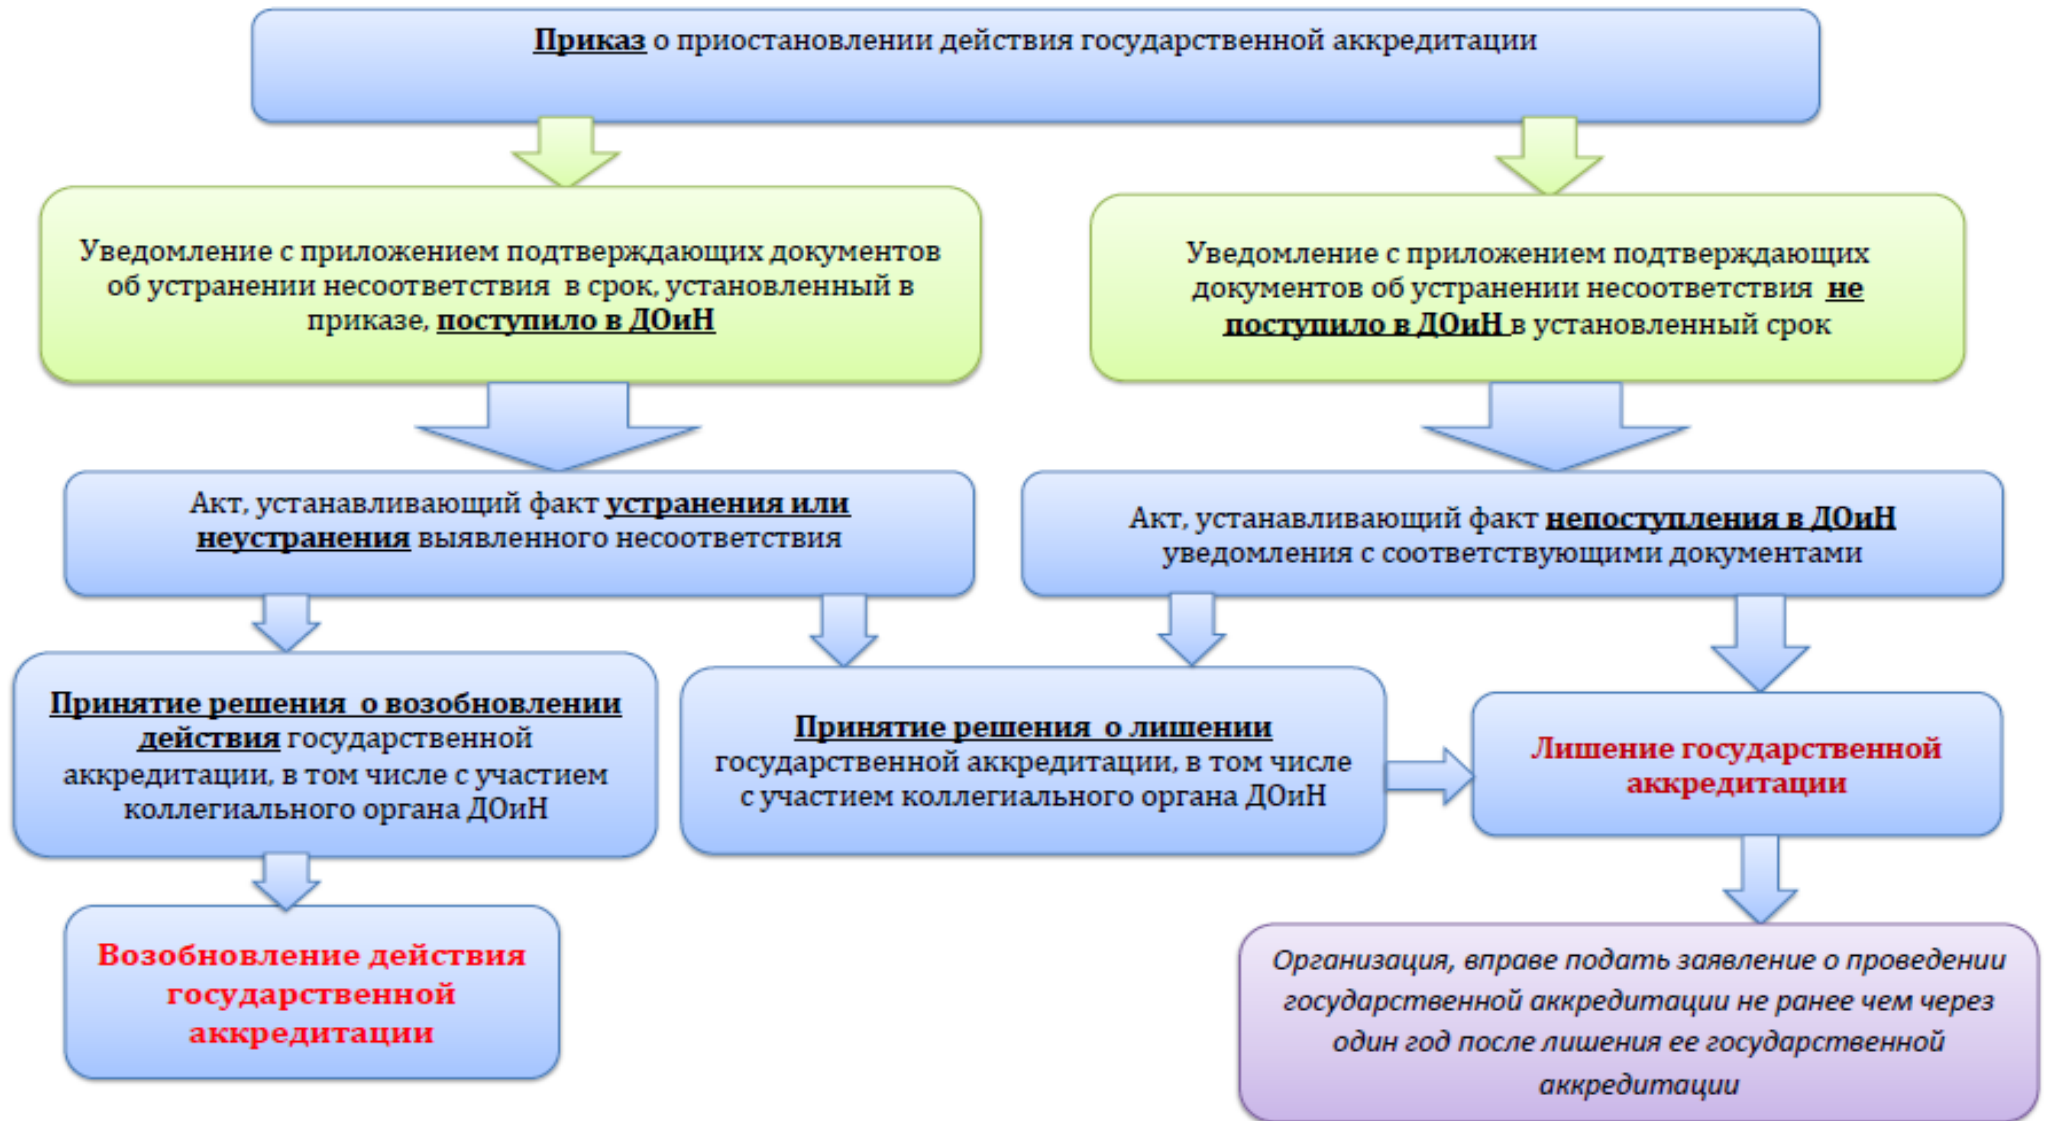 Приказ о приостановлении действия государственной аккредитации
Уведомление с приложением подтверждающих документов
об устранении несоответствия в срок, установленный в
приказе, поступило в ДОиН
Уведомление с приложением подтверждающих
документов об устранении несоответствия не
поступило в ДОиН в установленный срок
Акт, устанавливающий факт устранения или
неустранения выявленного несоответствия
Акт, устанавливающий факт непоступления в ДОиН
уведомления с соответствующими документами
Принятие решения о возобновлении
действия государственной
аккредитации, в том числе с участием
коллегиального органа ДОиН
Принятие решения о лишении
государственной аккредитации, в том числе
с участием коллегиального органа ДОиН
Лишение государственной
аккредитации
Возобновление действия
государственной
аккредитации
Организация, вправе подать заявление о проведении
государственной аккредитации не ранее чем через
один год после лишения ее государственной
аккредитации